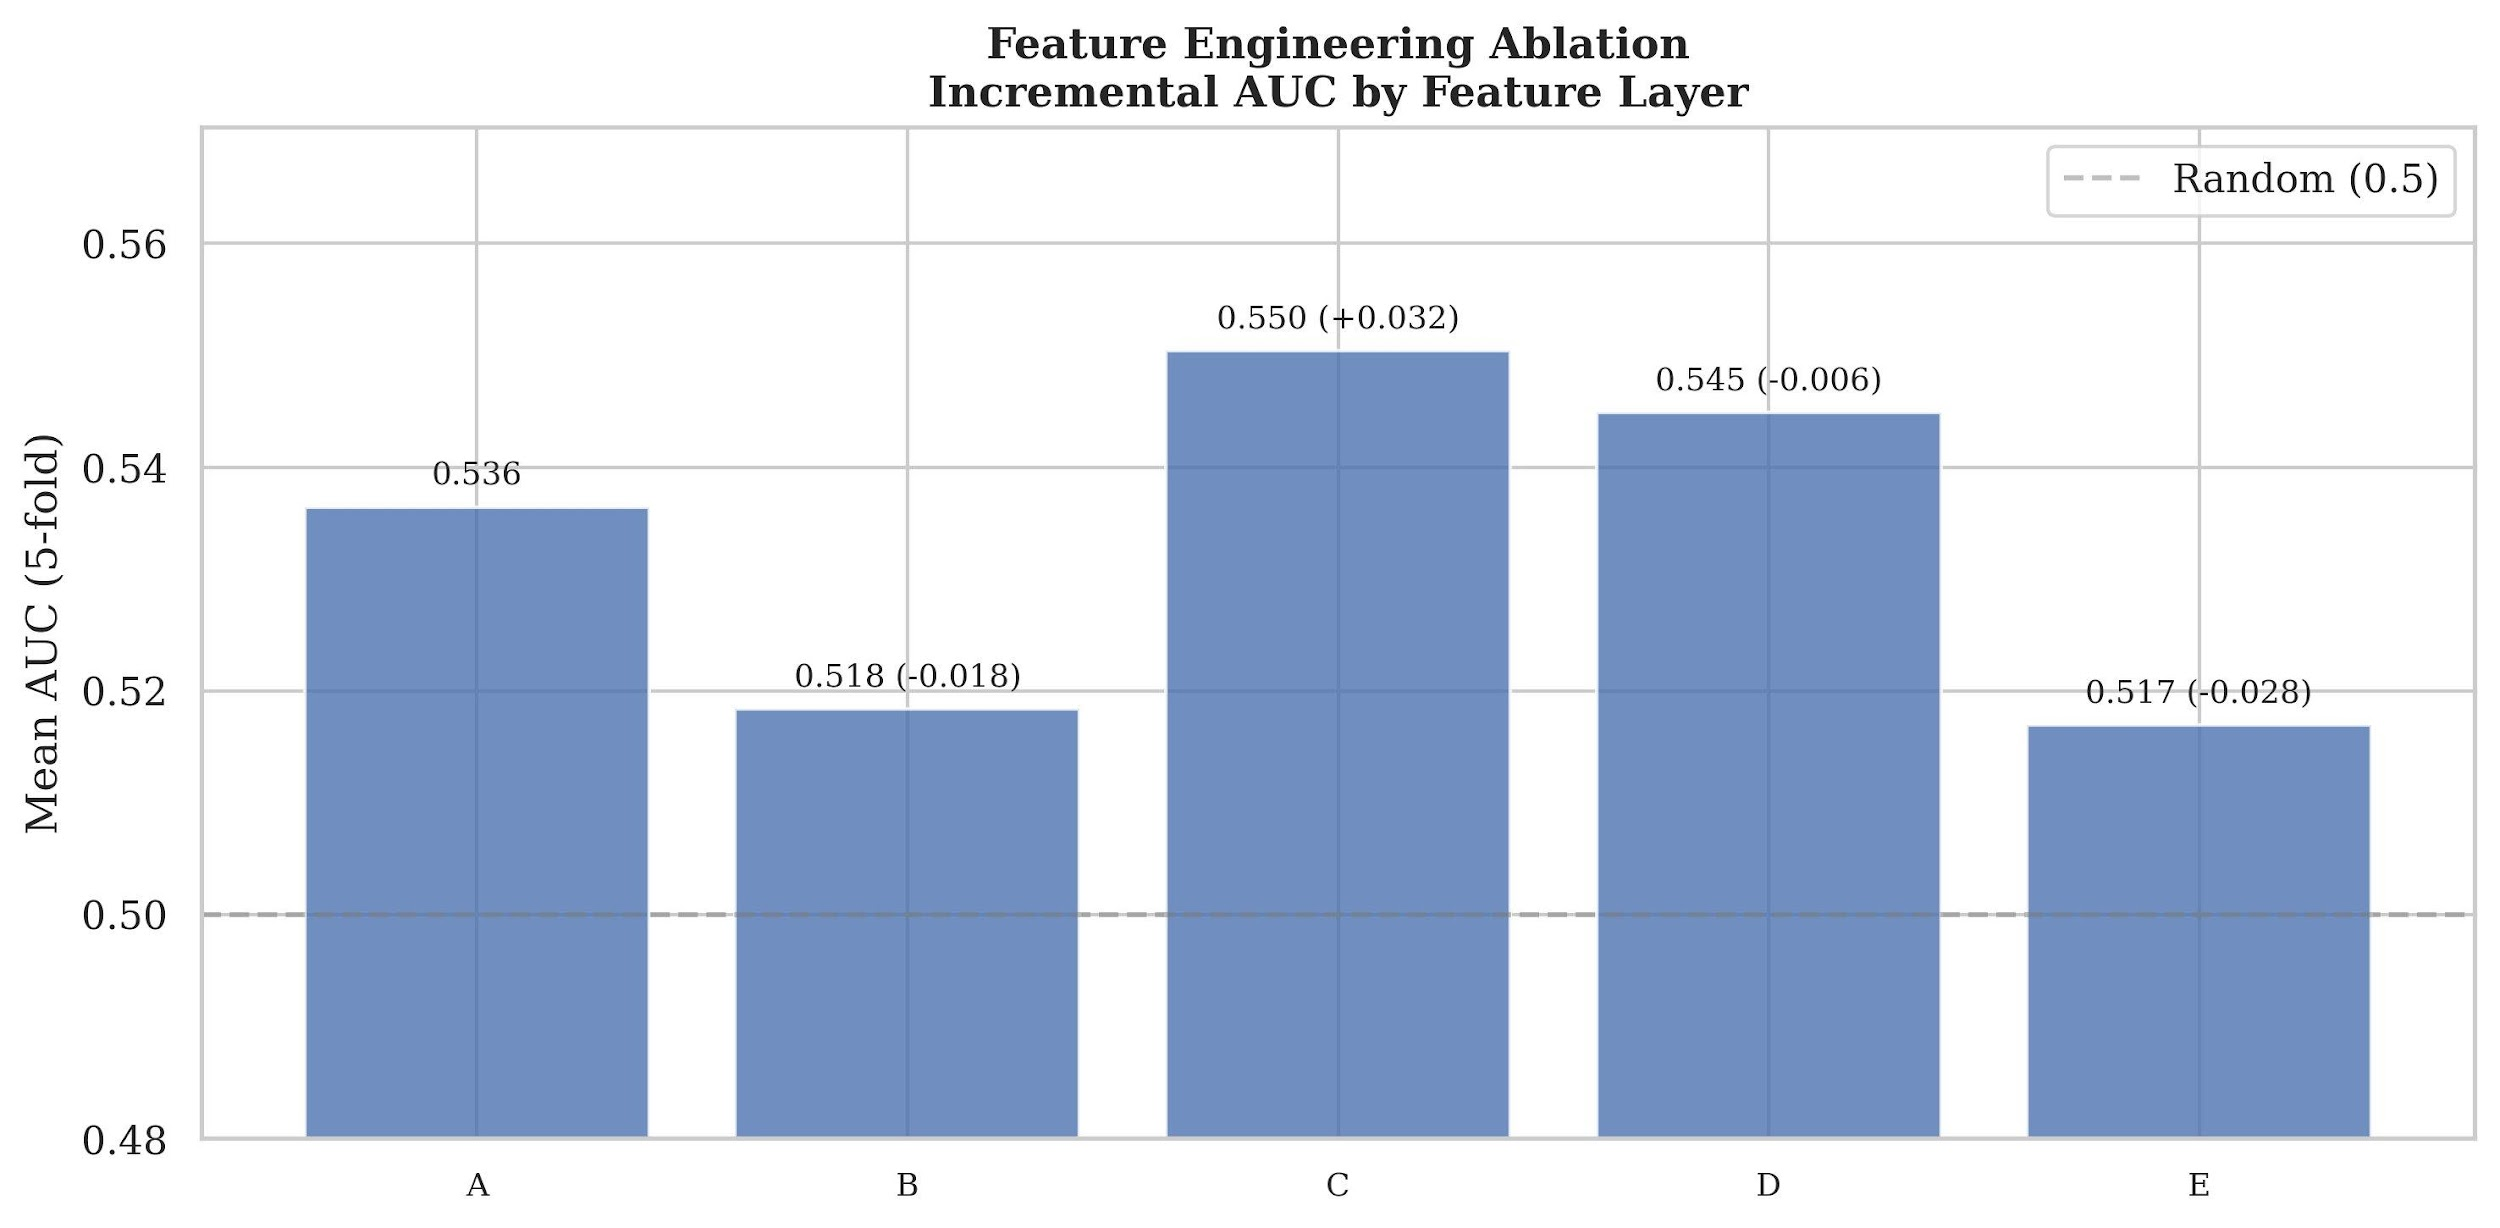 Feature Engineering Ablation
Incremental AUC by Feature Layer
Random (0.5)
Mean AUC (5-fold)
0.56
0.54
0.52
0.50
0.48
0.536
0.518 (-0.018)
0.550 (+0.032)
0.545 (-0.006)
0.517 (-0.028)
A
B
C
D
E